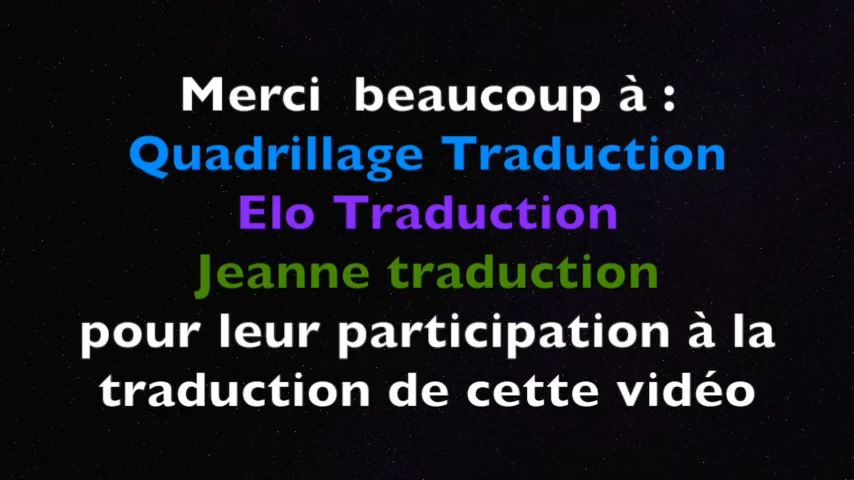 Merci  beaucoup à :
Quadrillage Traduction
Elo Traduction
Jeanne traduction
pour leur participation à la
traduction de cette vidéo